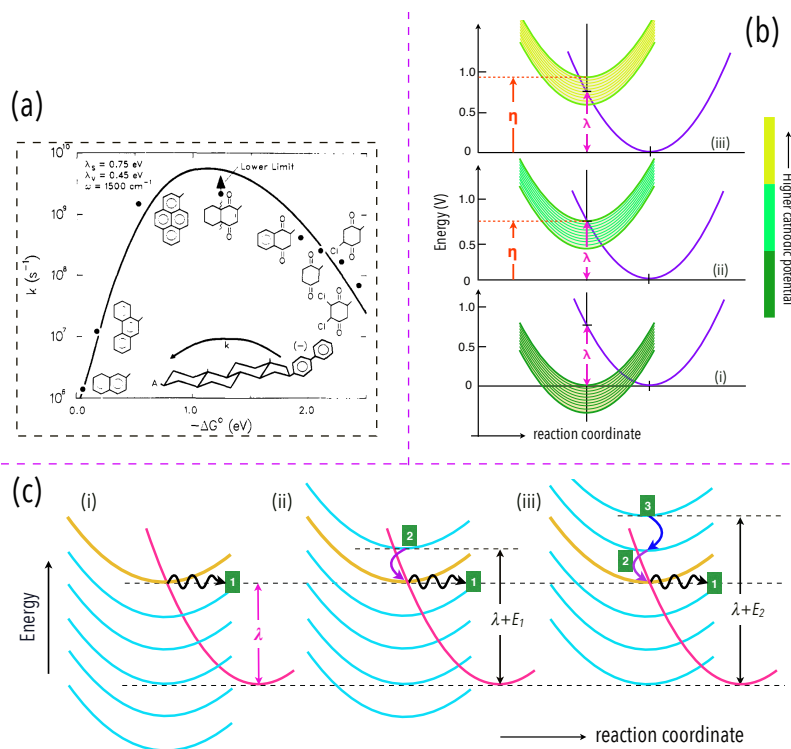 (a)
λs = 0.75 eV
λv = 0.45 eV
ω = 1500 cm⁻¹
Lower Limit
10¹⁰
10⁹
10⁸
10⁷
10⁶
k (s⁻¹)
O
O
O
O
O
O
Cl
O
O
Cl
Cl
O
O
k
(−)
A
0.0
1.0
2.0
−ΔG° (eV)
(b)
1.0
0.5
0
η
λ
(iii)
1.0
0.5
0
η
λ
(ii)
1.0
0.5
0
λ
(i)
Energy (V)
reaction coordinate
Higher cathodic potential
(c)
(i)
1
λ
(ii)
2
1
λ+E₁
(iii)
3
2
1
λ+E₂
Energy
reaction coordinate